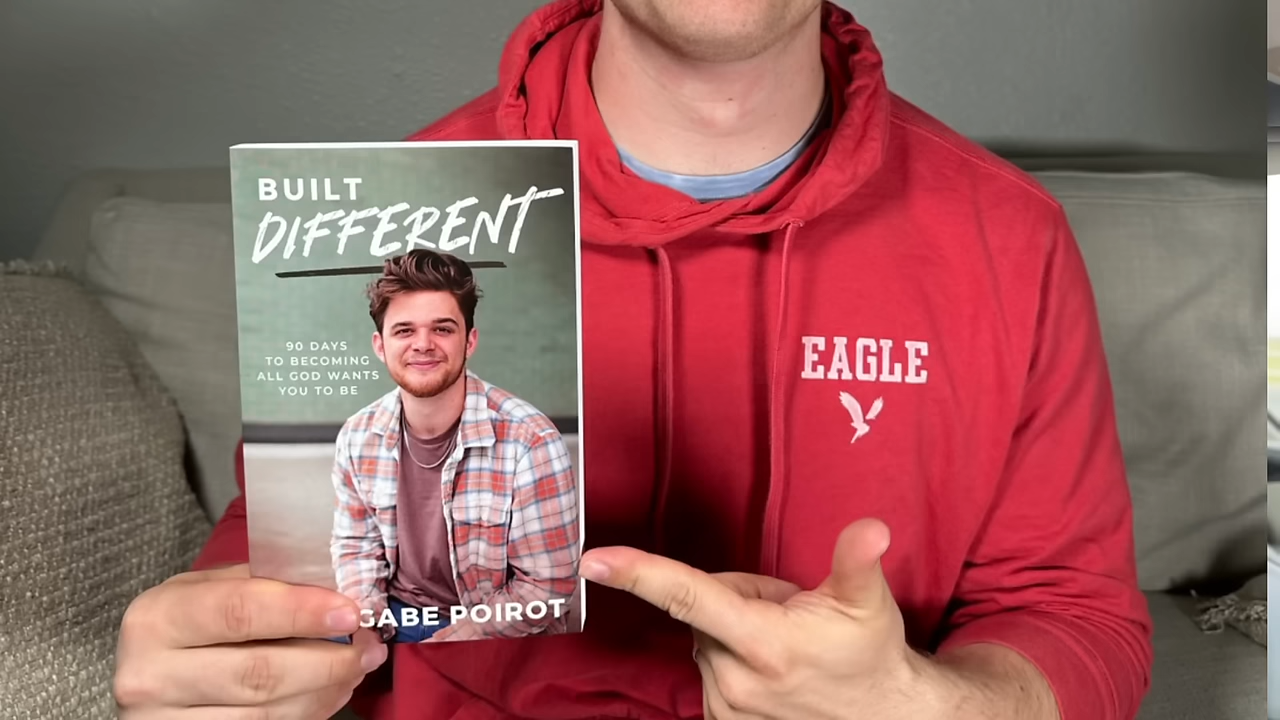 BUILT
DIFFERENT
90 DAYS
TO BECOMING
ALL GOD WANTS
YOU TO BE
GABE POIROT
EAGLE